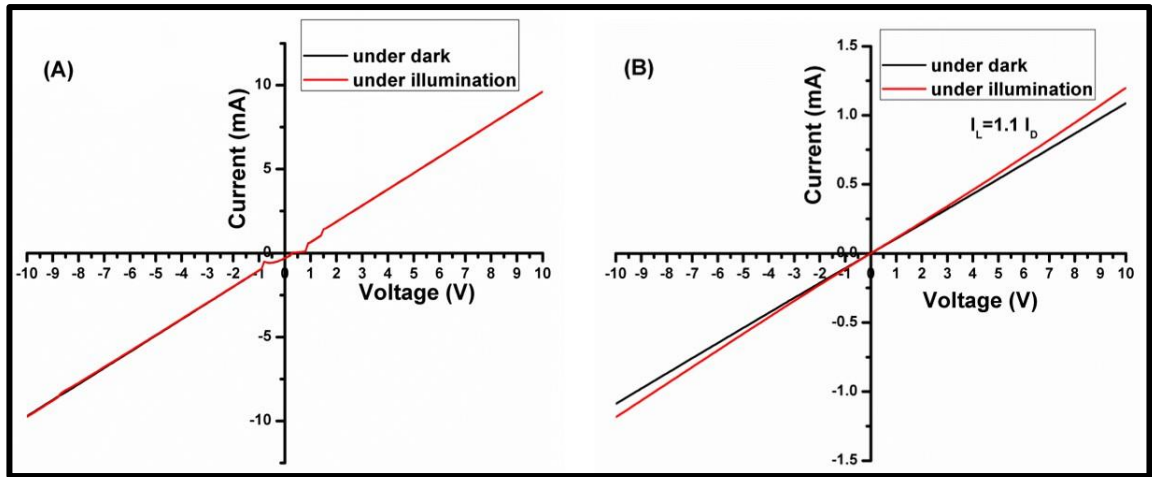 (A)
under dark
under illumination
Current (mA)
10
5
0
-5
-10
-10 -9 -8 -7 -6 -5 -4 -3 -2 -1 0 1 2 3 4 5 6 7 8 9 10
Voltage (V)
(B)
under dark
under illumination
I_L=1.1 I_D
Current (mA)
1.5
1.0
0.5
0.0
-0.5
-1.0
-1.5
-10 -9 -8 -7 -6 -5 -4 -3 -2 -1 0 1 2 3 4 5 6 7 8 9 10
Voltage (V)